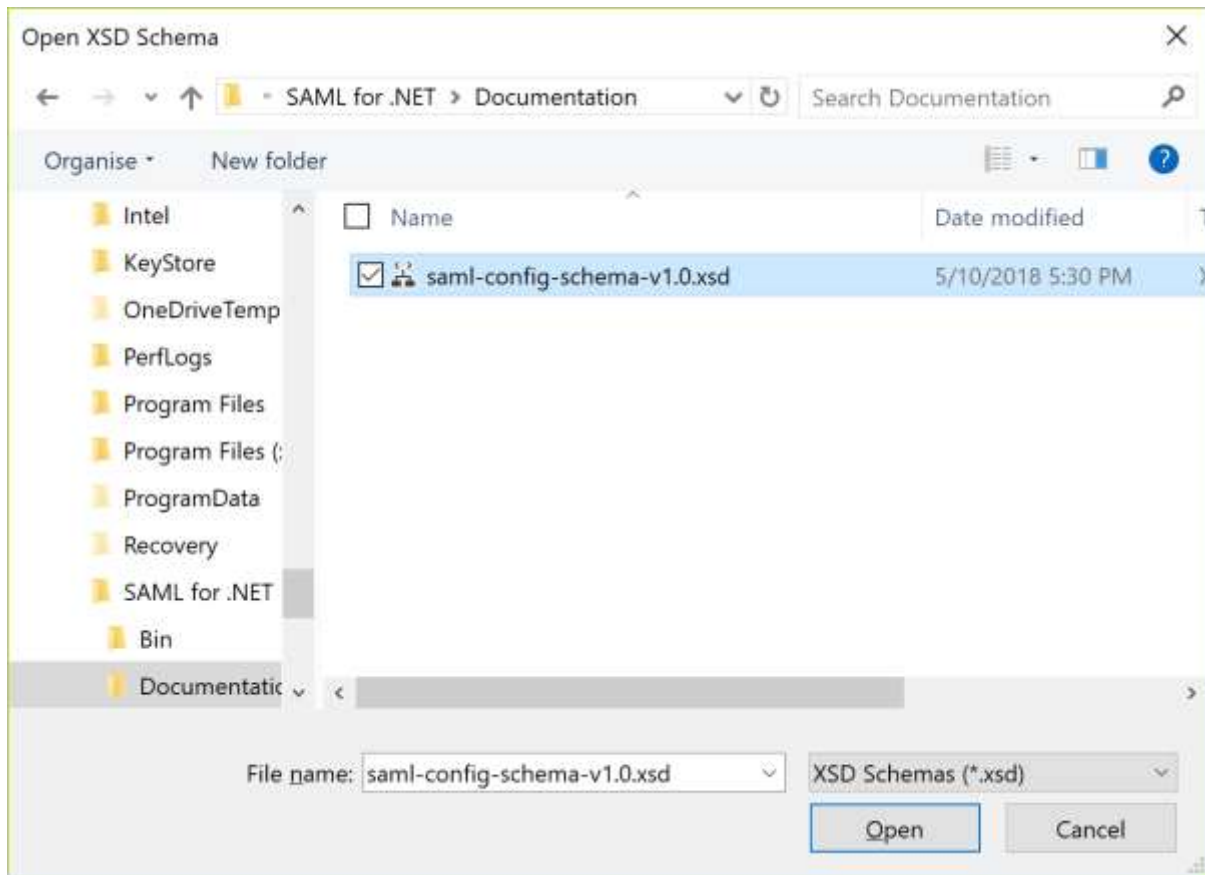 Open XSD Schema
SAML for .NET > Documentation
Search Documentation
Organise
New folder
?
Name
Date modified
saml-config-schema-v1.0.xsd
5/10/2018 5:30 PM
Intel
KeyStore
OneDriveTemp
PerfLogs
Program Files
Program Files (
ProgramData
Recovery
SAML for .NET
Bin
Documentatic
File name:
saml-config-schema-v1.0.xsd
XSD Schemas (*.xsd)
Open
Cancel